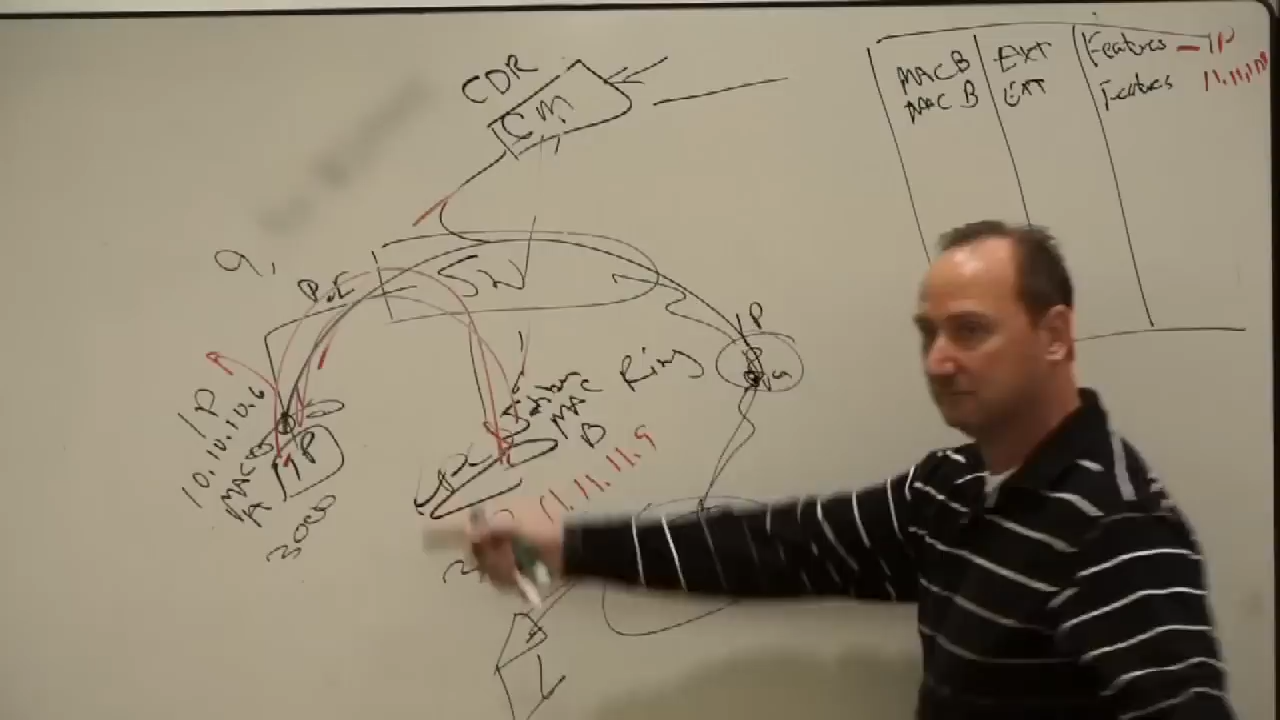 CDR
CM
MAC B
EXT
Features - IP
MAC B
EXT
Features
9,
PoE
SW
IP
Ring
IP
10.10.10.6
MAC B
A
IP
3000
MAC
B
11.11.11.9